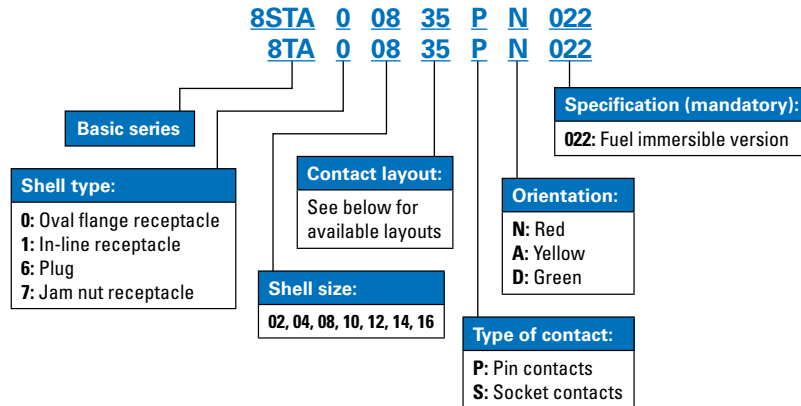 8STA 0 08 35 P N 022
8TA 0 08 35 P N 022
Basic series
Shell type:
0: Oval flange receptacle
1: In-line receptacle
6: Plug
7: Jam nut receptacle
Shell size:
02, 04, 08, 10, 12, 14, 16
Contact layout:
See below for
available layouts
Type of contact:
P: Pin contacts
S: Socket contacts
Orientation:
N: Red
A: Yellow
D: Green
Specification (mandatory):
022: Fuel immersible version